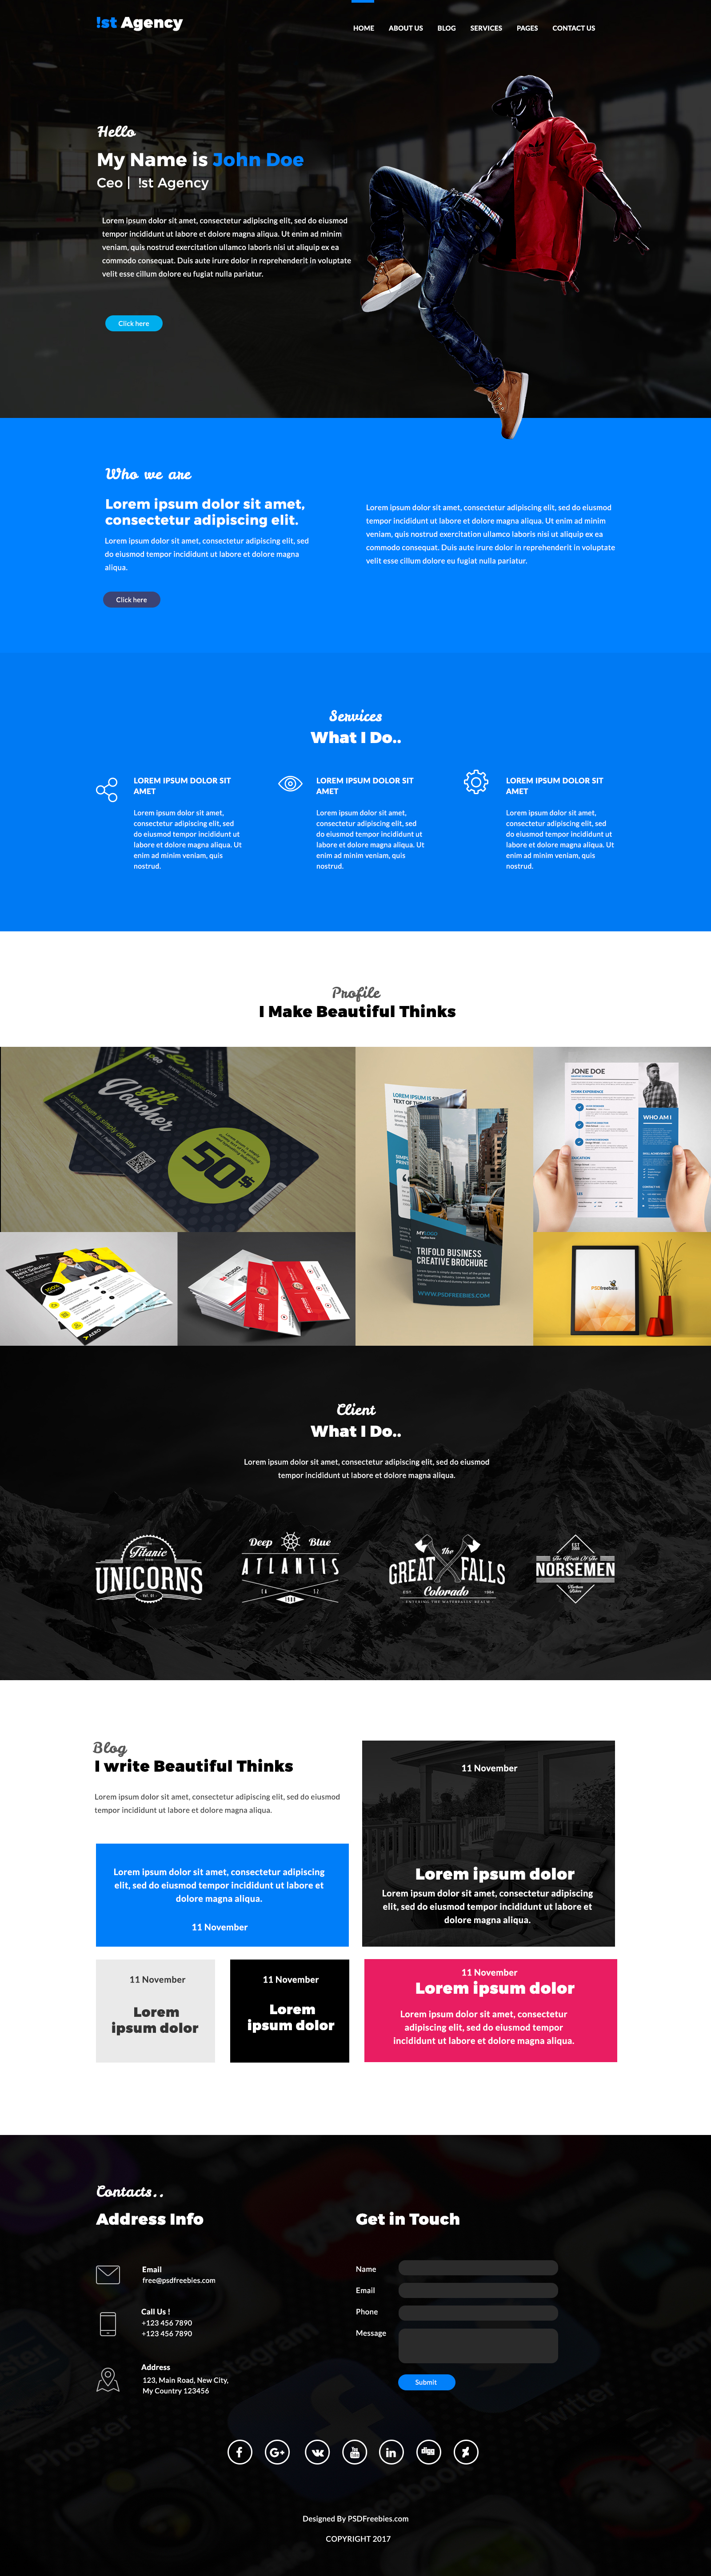 !st Agency
HOME ABOUT US BLOG SERVICES PAGES CONTACT US
Hello
My Name is John Doe
Ceo | !st Agency
Lorem ipsum dolor sit amet, consectetur adipiscing elit, sed do eiusmod
tempor incididunt ut labore et dolore magna aliqua. Ut enim ad minim
veniam, quis nostrud exercitation ullamco laboris nisi ut aliquip ex ea
commodo consequat. Duis aute irure dolor in reprehenderit in voluptate
velit esse cillum dolore eu fugiat nulla pariatur.
Click here
Who we are
Lorem ipsum dolor sit amet,
consectetur adipiscing elit.
Lorem ipsum dolor sit amet, consectetur adipiscing elit, sed
do eiusmod tempor incididunt ut labore et dolore magna
aliqua.
Click here
Lorem ipsum dolor sit amet, consectetur adipiscing elit, sed do eiusmod
tempor incididunt ut labore et dolore magna aliqua. Ut enim ad minim
veniam, quis nostrud exercitation ullamco laboris nisi ut aliquip ex ea
commodo consequat. Duis aute irure dolor in reprehenderit in voluptate
velit esse cillum dolore eu fugiat nulla pariatur.
Services
What I Do..
LOREM IPSUM DOLOR SIT
AMET
Lorem ipsum dolor sit amet,
consectetur adipiscing elit, sed
do eiusmod tempor incididunt ut
labore et dolore magna aliqua. Ut
enim ad minim veniam, quis
nostrud.
LOREM IPSUM DOLOR SIT
AMET
Lorem ipsum dolor sit amet,
consectetur adipiscing elit, sed
do eiusmod tempor incididunt ut
labore et dolore magna aliqua. Ut
enim ad minim veniam, quis
nostrud.
LOREM IPSUM DOLOR SIT
AMET
Lorem ipsum dolor sit amet,
consectetur adipiscing elit, sed
do eiusmod tempor incididunt ut
labore et dolore magna aliqua. Ut
enim ad minim veniam, quis
nostrud.
Profile
I Make Beautiful Thinks
gift
Voucher
Lorem ipsum is simply dummy
50$
LOREM IPSUM IS
TEXT OF
MYLOGO
TRIFOLD BUSINESS
CREATIVE BROCHURE
WWW.PSDFREEBIES.COM
JONE DOE
WORK EXPERIENCE
WHO AM I
AERO
PSDfreebies
Client
What I Do..
Lorem ipsum dolor sit amet, consectetur adipiscing elit, sed do eiusmod
tempor incididunt ut labore et dolore magna aliqua.
Titanic
UNICORNS
Deep Blue
ATLANTIS
The
GREAT FALLS
Colorado
EST 1984
The Wrath Of The
NORSEMEN
Blog
I write Beautiful Thinks
Lorem ipsum dolor sit amet, consectetur adipiscing elit, sed do eiusmod
tempor incididunt ut labore et dolore magna aliqua.
11 November
Lorem ipsum dolor
Lorem ipsum dolor sit amet, consectetur adipiscing
elit, sed do eiusmod tempor incididunt ut labore et
dolore magna aliqua.
Lorem ipsum dolor sit amet, consectetur adipiscing
elit, sed do eiusmod tempor incididunt ut labore et
dolore magna aliqua.
11 November
11 November
Lorem
ipsum dolor
11 November
Lorem
ipsum dolor
11 November
Lorem ipsum dolor
Lorem ipsum dolor sit amet, consectetur
adipiscing elit, sed do eiusmod tempor
incididunt ut labore et dolore magna aliqua.
Contacts..
Address Info
Email
free@psdfreebies.com
Call Us !
+123 456 7890
+123 456 7890
Address
123, Main Road, New City,
My Country 123456
Get in Touch
Name
Email
Phone
Message
Submit
Designed By PSDFreebies.com
COPYRIGHT 2017